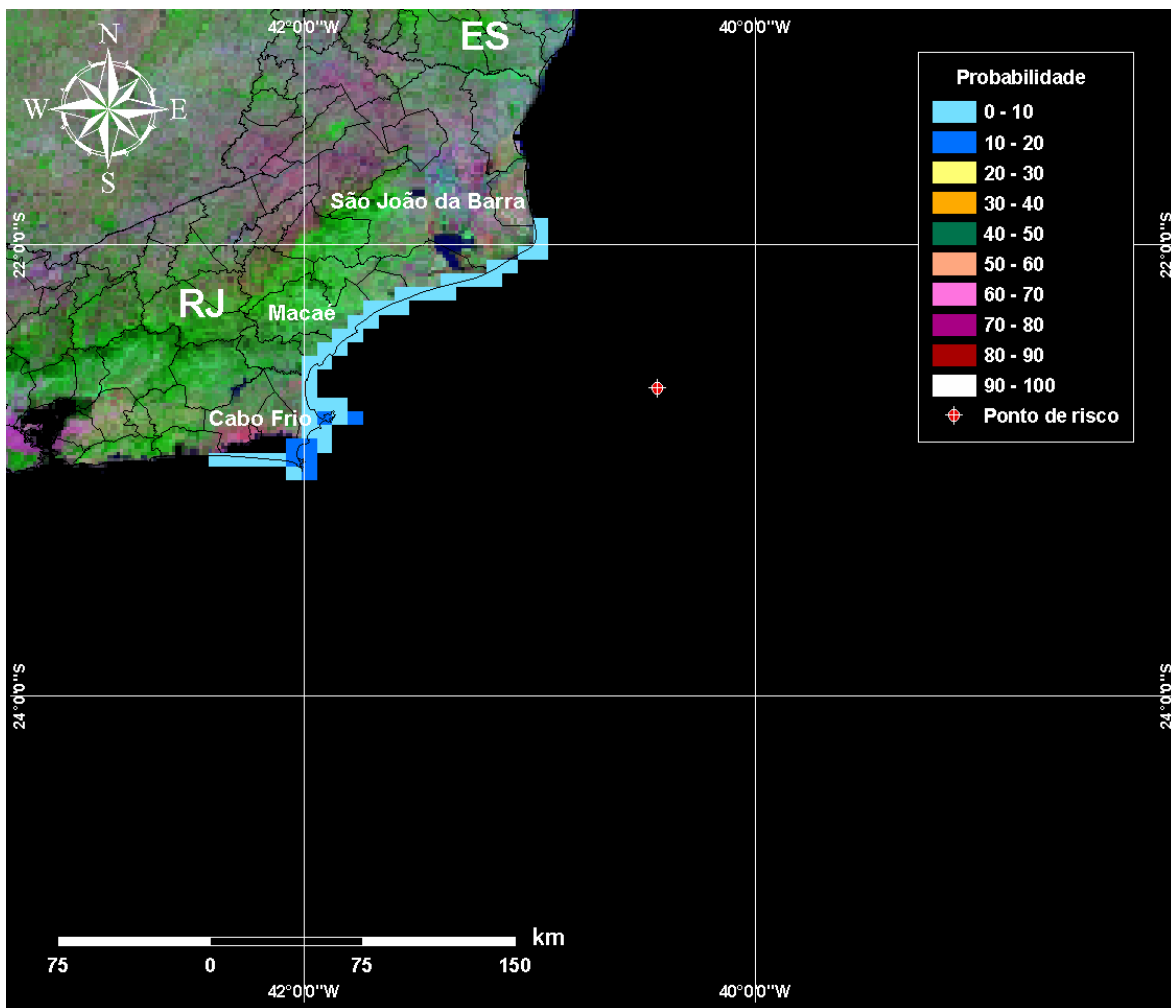 42°0'0"W
40°0'0"W
ES
N
W
E
S
Probabilidade
0 - 10
10 - 20
20 - 30
30 - 40
40 - 50
50 - 60
60 - 70
70 - 80
80 - 90
90 - 100
Ponto de risco
São João da Barra
22°0'0"S
22°0'0"S
RJ
Macaé
Cabo Frio
24°0'0"S
24°0'0"S
km
75
0
75
150
42°0'0"W
40°0'0"W